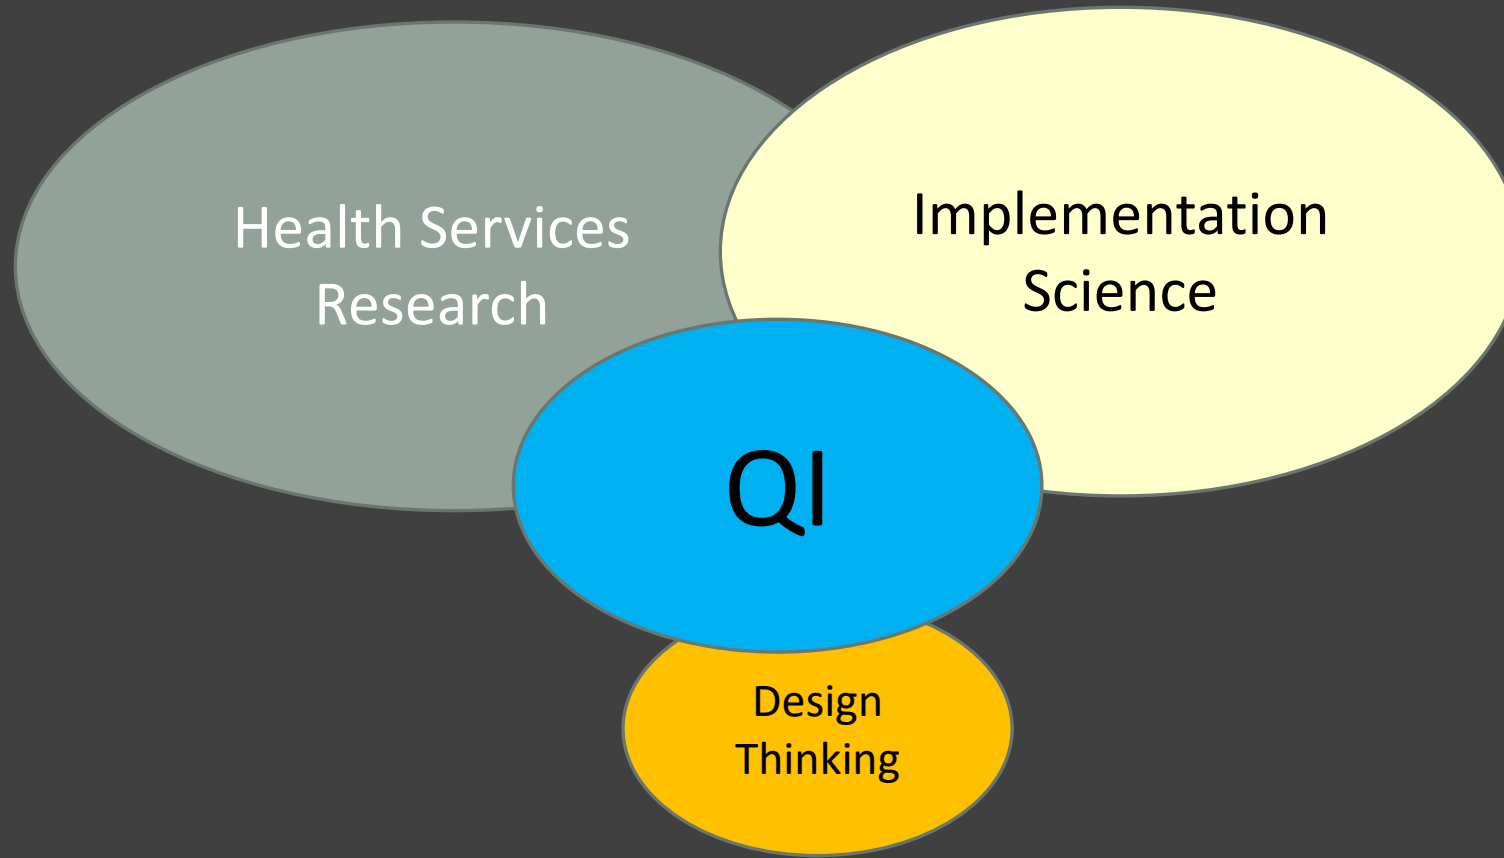 Health Services
Research
Implementation
Science
QI
Design
Thinking